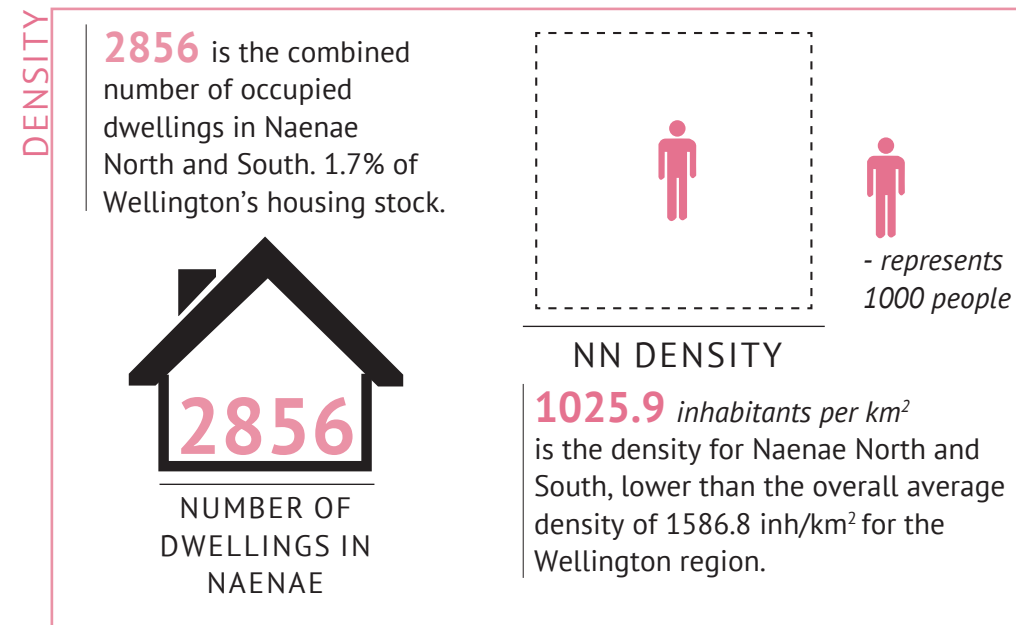 DENSITY
2856 is the combined
number of occupied
dwellings in Naenae
North and South. 1.7% of
Wellington’s housing stock.
2856
NUMBER OF
DWELLINGS IN
NAENAE
- represents
1000 people
NN DENSITY
1025.9 inhabitants per km²
is the density for Naenae North and
South, lower than the overall average
density of 1586.8 inh/km² for the
Wellington region.